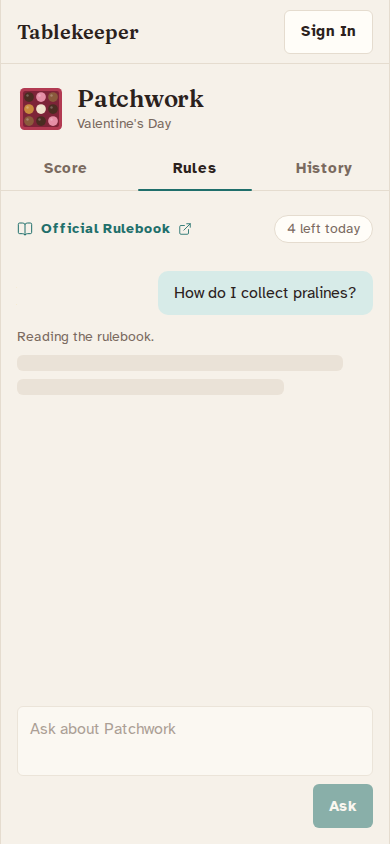 Tablekeeper
Sign In
Patchwork
Valentine's Day
Score
Rules
History
Official Rulebook
4 left today
How do I collect pralines?
Reading the rulebook.
Ask about Patchwork
Ask